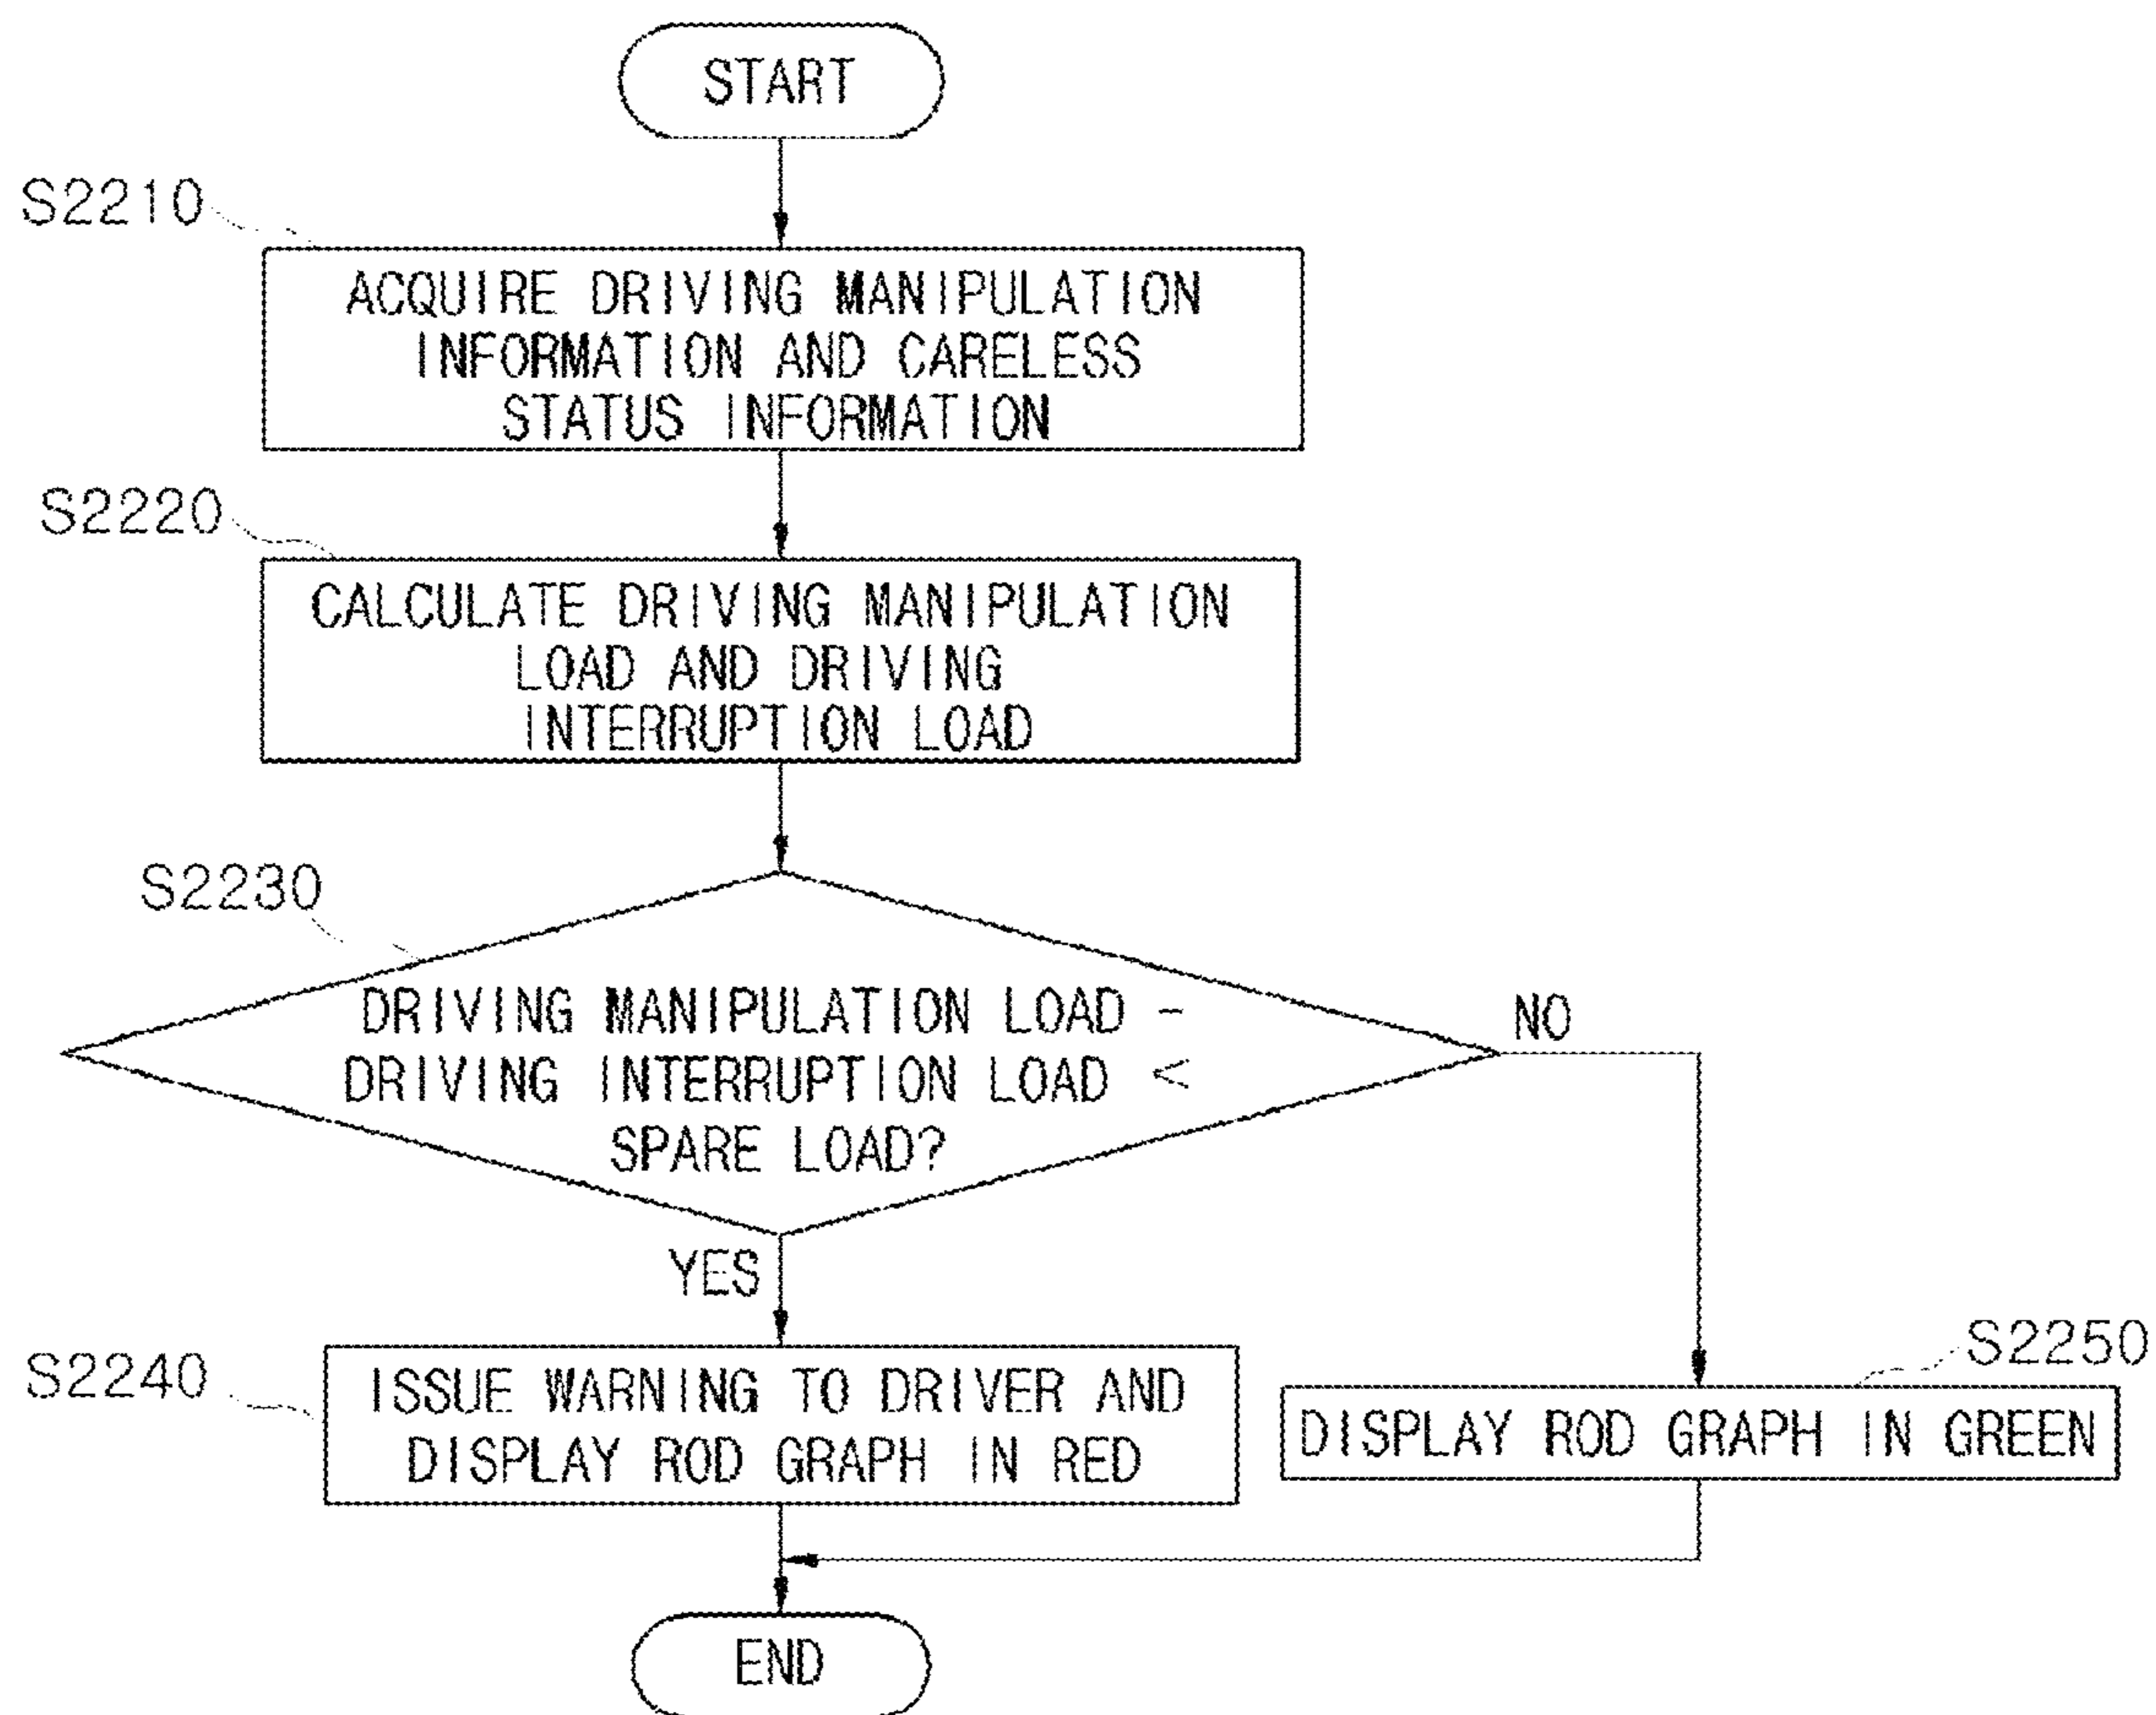 START
S2210
ACQUIRE DRIVING MANIPULATION
INFORMATION AND CARELESS
STATUS INFORMATION
S2220
CALCULATE DRIVING MANIPULATION
LOAD AND DRIVING
INTERRUPTION LOAD
S2230
DRIVING MANIPULATION LOAD -
DRIVING INTERRUPTION LOAD <
SPARE LOAD?
NO
YES
S2240
ISSUE WARNING TO DRIVER AND
DISPLAY ROD GRAPH IN RED
S2250
DISPLAY ROD GRAPH IN GREEN
END